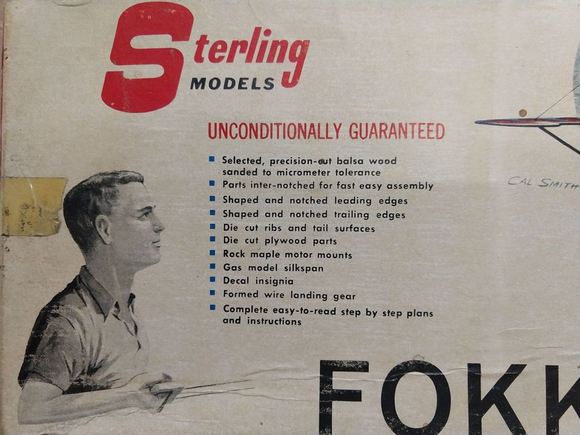 Sterling
MODELS
UNCONDITIONALLY GUARANTEED
Selected, precision-cut balsa wood
sanded to micrometer tolerance
Parts inter-notched for fast easy assembly
Shaped and notched leading edges
Shaped and notched trailing edges
Die cut ribs and tail surfaces
Die cut plywood parts
Rock maple motor mounts
Gas model silkspan
Decal insignia
Formed wire landing gear
Complete easy-to-read step by step plans
and instructions
CAL SMITH
FOKK